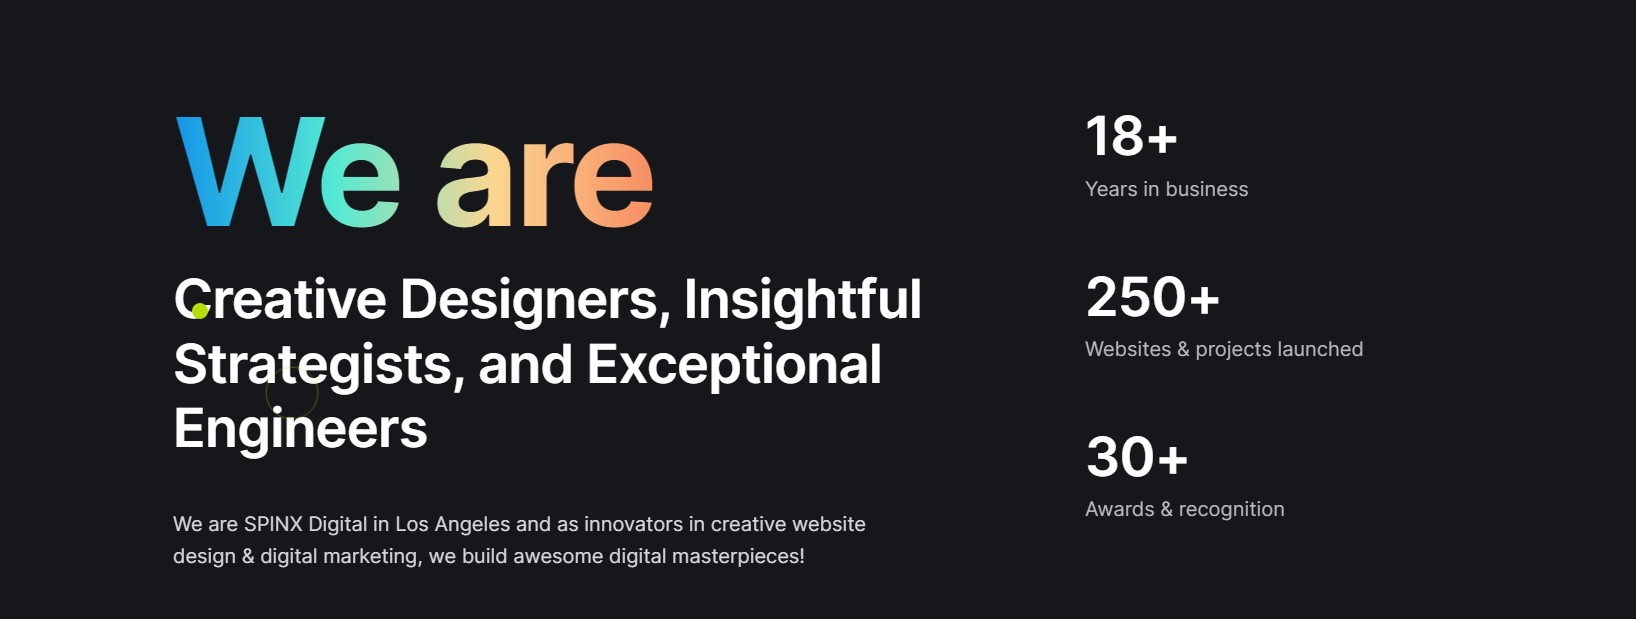 We are
Creative Designers, Insightful
Strategists, and Exceptional
Engineers
We are SPINX Digital in Los Angeles and as innovators in creative website
design & digital marketing, we build awesome digital masterpieces!
18+
Years in business
250+
Websites & projects launched
30+
Awards & recognition